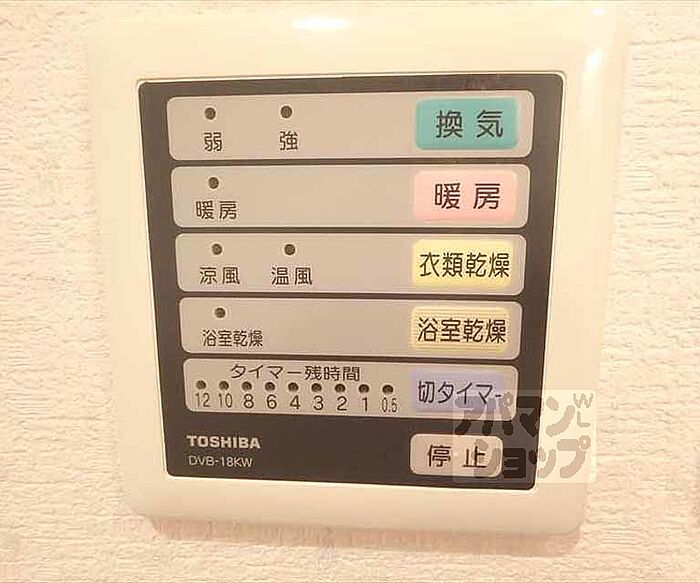 換気
弱 強
暖房
暖房
衣類乾燥
涼風 温風
浴室乾燥
浴室乾燥
タイマー残時間
切タイマー
12 10 8 6 4 3 2 1 0.5
TOSHIBA
DVB-18KW
停止
アパマン
ショップ
WL